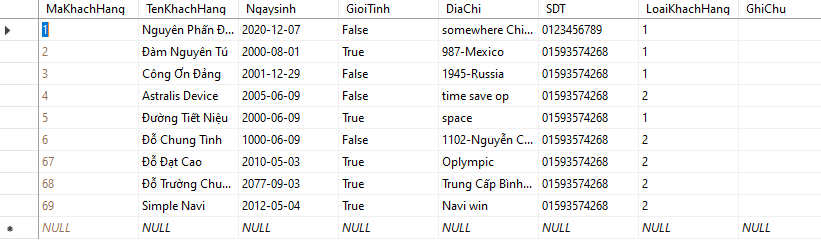 MaKhachHang TenKhachHang Ngaysinh GioiTinh DiaChi SDT LoaiKhachHang GhiChu
1 Nguyên Phấn Đ... 2020-12-07 False somewhere Chi... 0123456789 1
2 Đàm Nguyên Tú 2000-08-01 True 987-Mexico 01593574268 1
3 Công Ơn Đảng 2001-12-29 False 1945-Russia 01593574268 1
4 Astralis Device 2005-06-09 False time save op 01593574268 2
5 Đường Tiết Niệu 2000-06-09 True space 01593574268 1
6 Đỗ Chung Tình 1000-06-09 False 1102-Nguyễn C... 01593574268 2
67 Đỗ Đạt Cao 2010-05-03 True Oplympic 01593574268 2
68 Đỗ Trường Chu... 2077-09-03 True Trung Cấp Bình... 01593574268 2
69 Simple Navi 2012-05-04 True Navi win 01593574268 2
NULL NULL NULL NULL NULL NULL NULL NULL